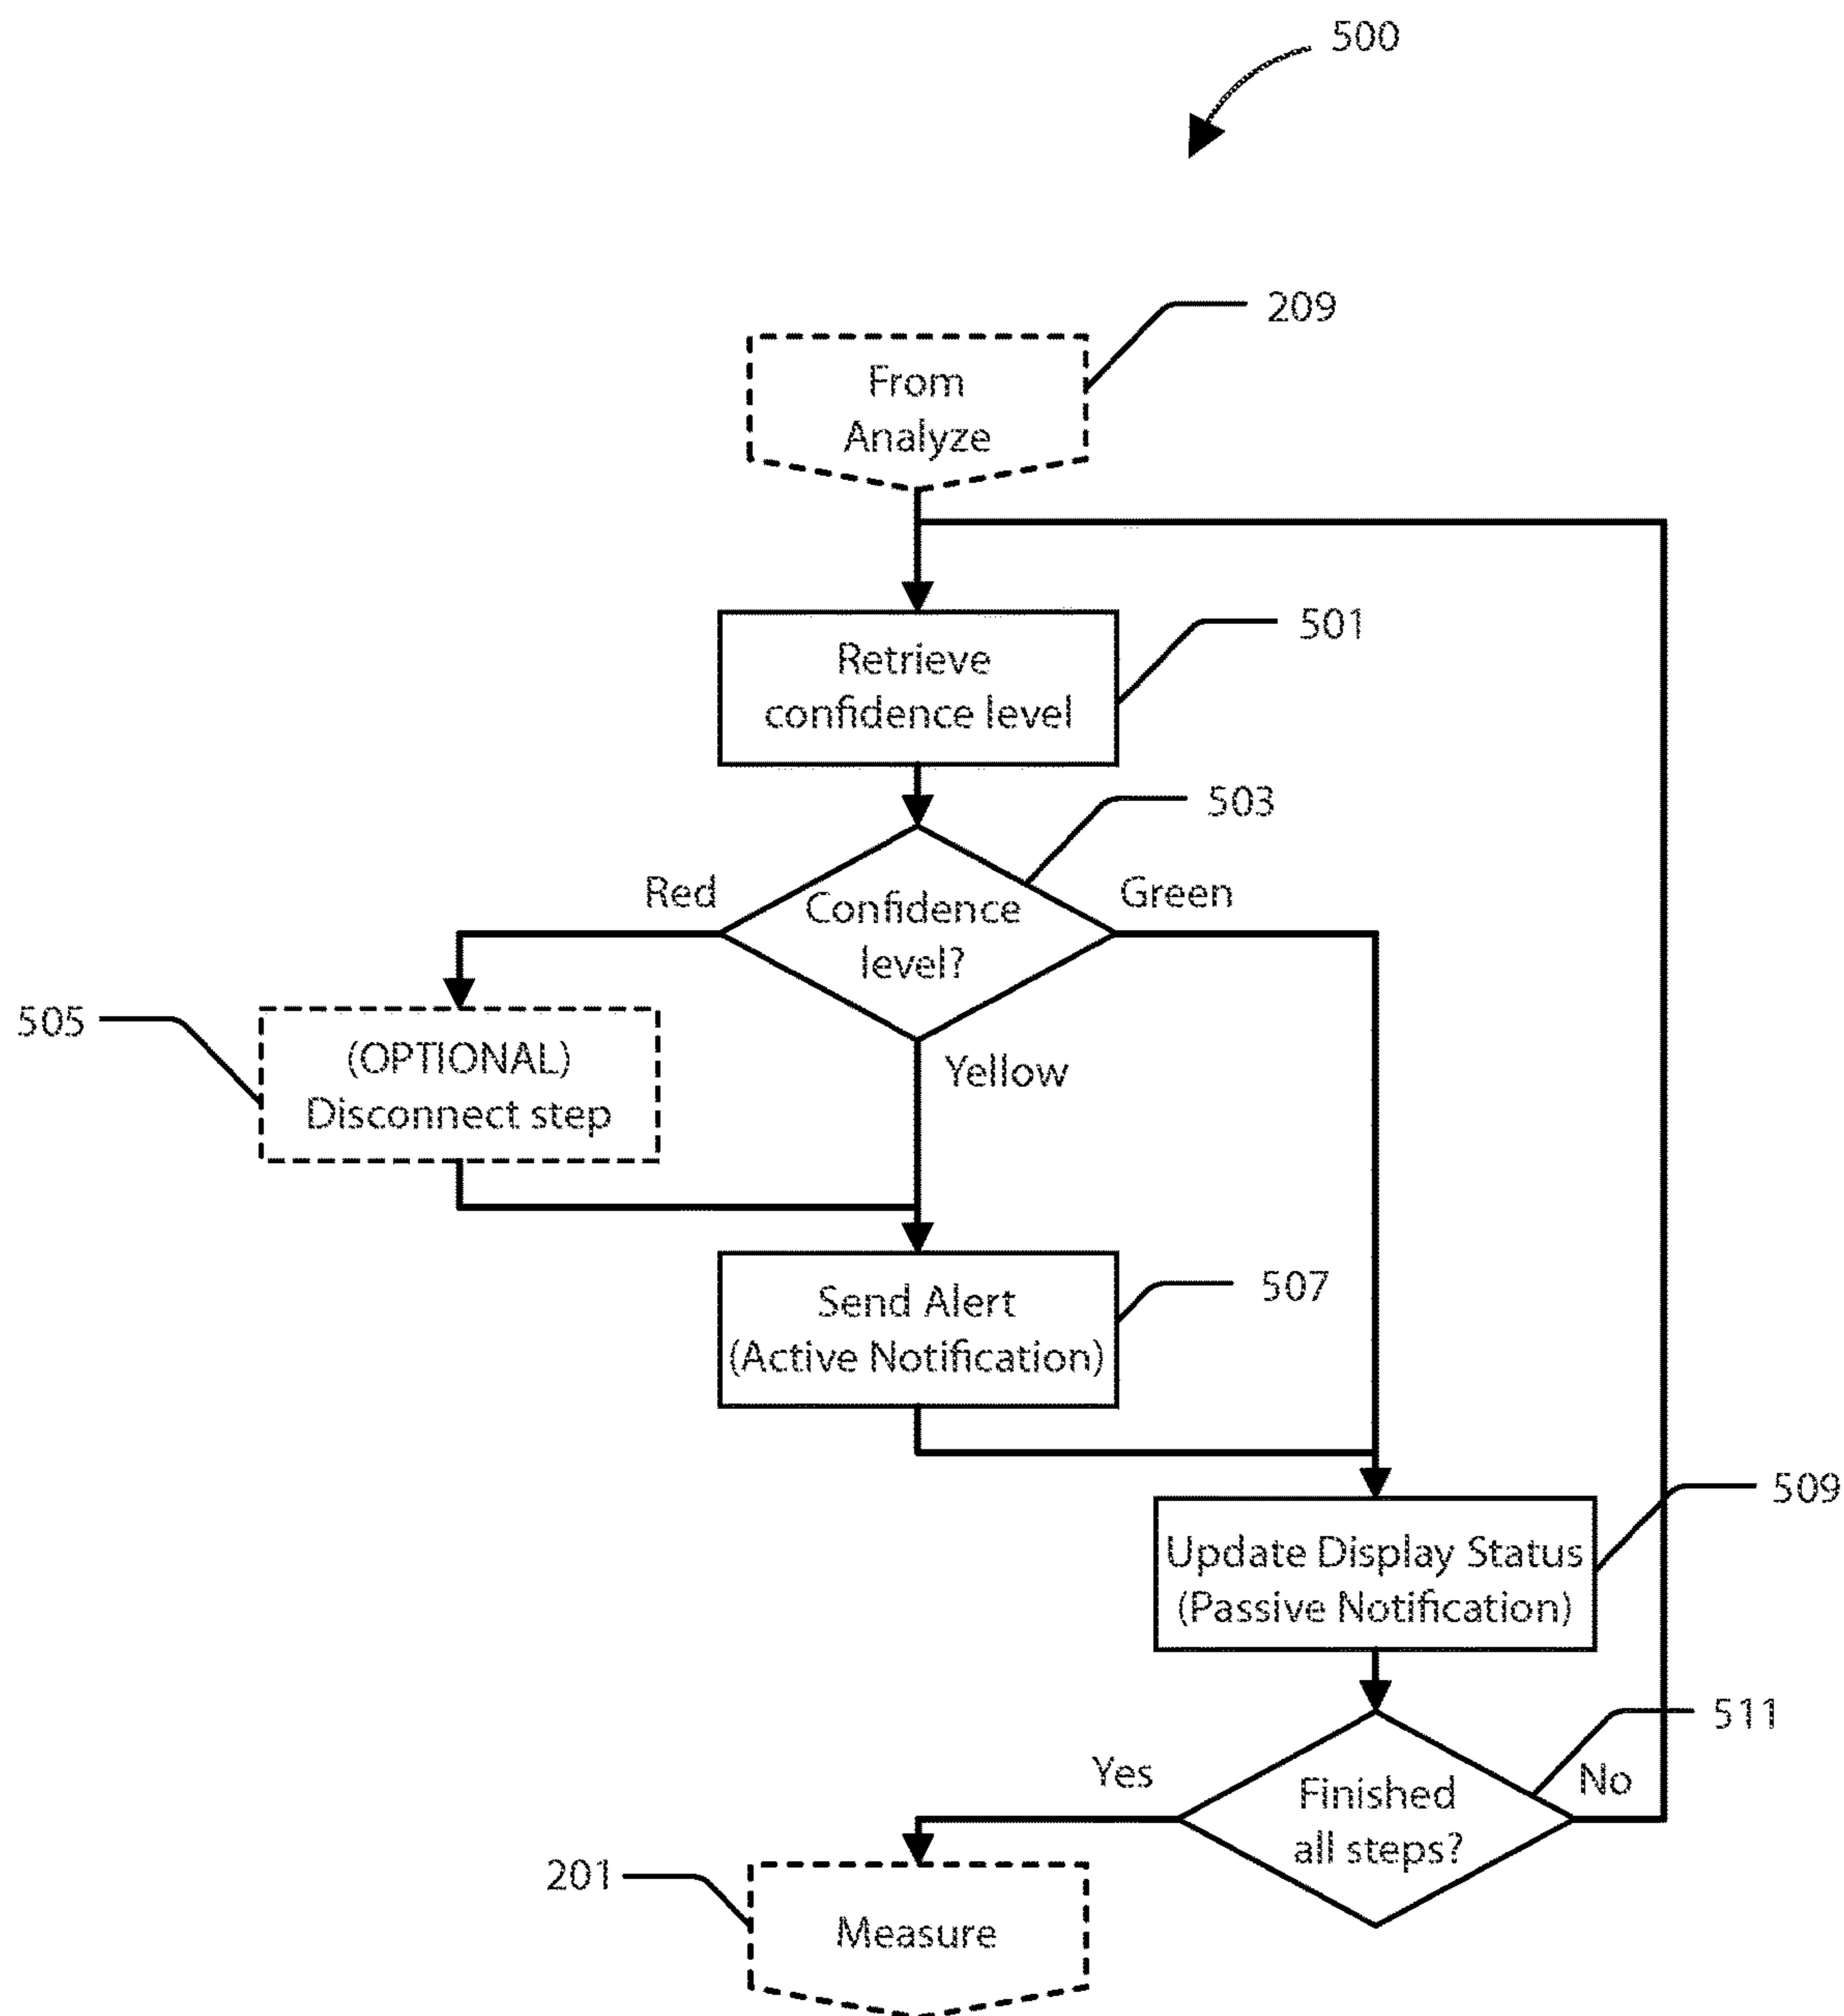 500
209
From
Analyze
501
Retrieve
confidence level
503
Red
Green
Confidence
level?
505
(OPTIONAL)
Disconnect step
Yellow
507
Send Alert
(Active Notification)
509
Update Display Status
(Passive Notification)
511
Yes
No
Finished
all steps?
201
Measure